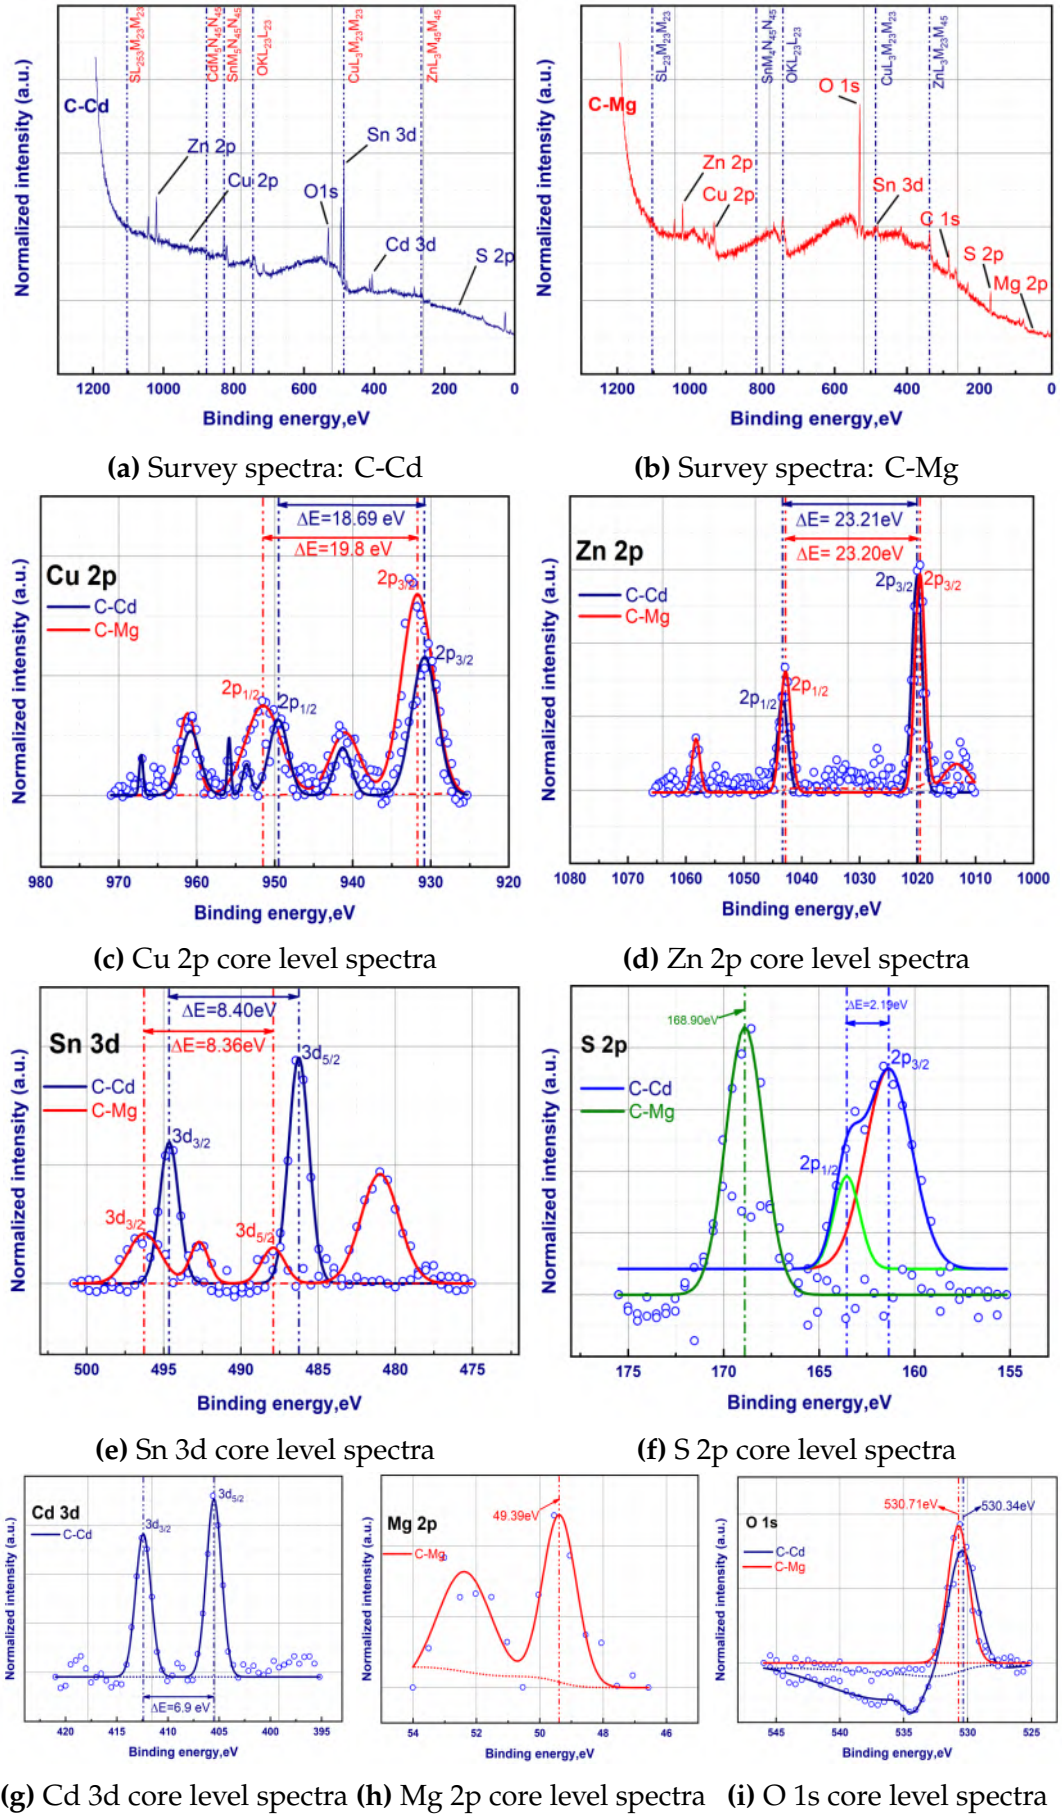 SL₂₅₃M₂₃M₂₃
CdM₅N₄₅N₄₅
SnM₅N₄₅N₄₅
OKL₂₃L₂₃
CuL₃M₂₃M₂₃
ZnL₃M₄₅M₄₅
C-Cd
Zn 2p
Cu 2p
O1s
Sn 3d
Cd 3d
S 2p
Normalized intensity (a.u.)
1200 1000 800 600 400 200 0
Binding energy,eV
(a) Survey spectra: C-Cd
SL₂₃M₂₃M₂₃
SnM₄N₄₅N₄₅
OKL₂₃L₂₃
CuL₃M₂₃M₂₃
ZnL₃M₂₃M₄₅
C-Mg
O 1s
Zn 2p
Cu 2p
Sn 3d
C 1s
S 2p
Mg 2p
Normalized intensity (a.u.)
1200 1000 800 600 400 200 0
Binding energy,eV
(b) Survey spectra: C-Mg
ΔE=18.69 eV
ΔE=19.8 eV
Cu 2p
C-Cd
C-Mg
2p₃/₂
2p₃/₂
2p₁/₂
2p₁/₂
Normalized intensity (a.u.)
980 970 960 950 940 930 920
Binding energy,eV
(c) Cu 2p core level spectra
ΔE= 23.21eV
ΔE= 23.20eV
Zn 2p
C-Cd
C-Mg
2p₃/₂
2p₃/₂
2p₁/₂
2p₁/₂
Normalized intensity (a.u.)
1080 1070 1060 1050 1040 1030 1020 1010 1000
Binding energy,eV
(d) Zn 2p core level spectra
ΔE=8.40eV
ΔE=8.36eV
Sn 3d
C-Cd
C-Mg
3d₅/₂
3d₃/₂
3d₃/₂
3d₅/₂
Normalized intensity (a.u.)
500 495 490 485 480 475
Binding energy,eV
(e) Sn 3d core level spectra
168.90eV
ΔE=2.19eV
S 2p
C-Cd
C-Mg
2p₃/₂
2p₁/₂
Normalized intensity (a.u.)
175 170 165 160 155
Binding energy,eV
(f) S 2p core level spectra
Cd 3d
C-Cd
3d₅/₂
3d₃/₂
ΔE=6.9 eV
Normalized intensity (a.u.)
420 415 410 405 400 395
Binding energy,eV
(g) Cd 3d core level spectra
Mg 2p
C-Mg
49.39eV
Normalized intensity (a.u.)
54 52 50 48 46
Binding energy,eV
(h) Mg 2p core level spectra
530.71eV
530.34eV
O 1s
C-Cd
C-Mg
Normalized intensity (a.u.)
545 540 535 530 525
Binding energy,eV
(i) O 1s core level spectra